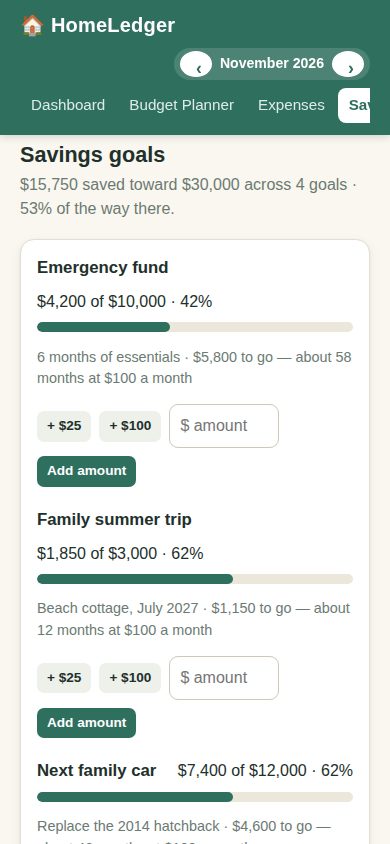 🏠 HomeLedger
‹ November 2026 ›
Dashboard Budget Planner Expenses
Savings goals
$15,750 saved toward $30,000 across 4 goals ·
53% of the way there.
Emergency fund
$4,200 of $10,000 · 42%
6 months of essentials · $5,800 to go — about 58
months at $100 a month
+ $25 + $100 $ amount
Add amount
Family summer trip
$1,850 of $3,000 · 62%
Beach cottage, July 2027 · $1,150 to go — about
12 months at $100 a month
+ $25 + $100 $ amount
Add amount
Next family car $7,400 of $12,000 · 62%
Replace the 2014 hatchback · $4,600 to go —